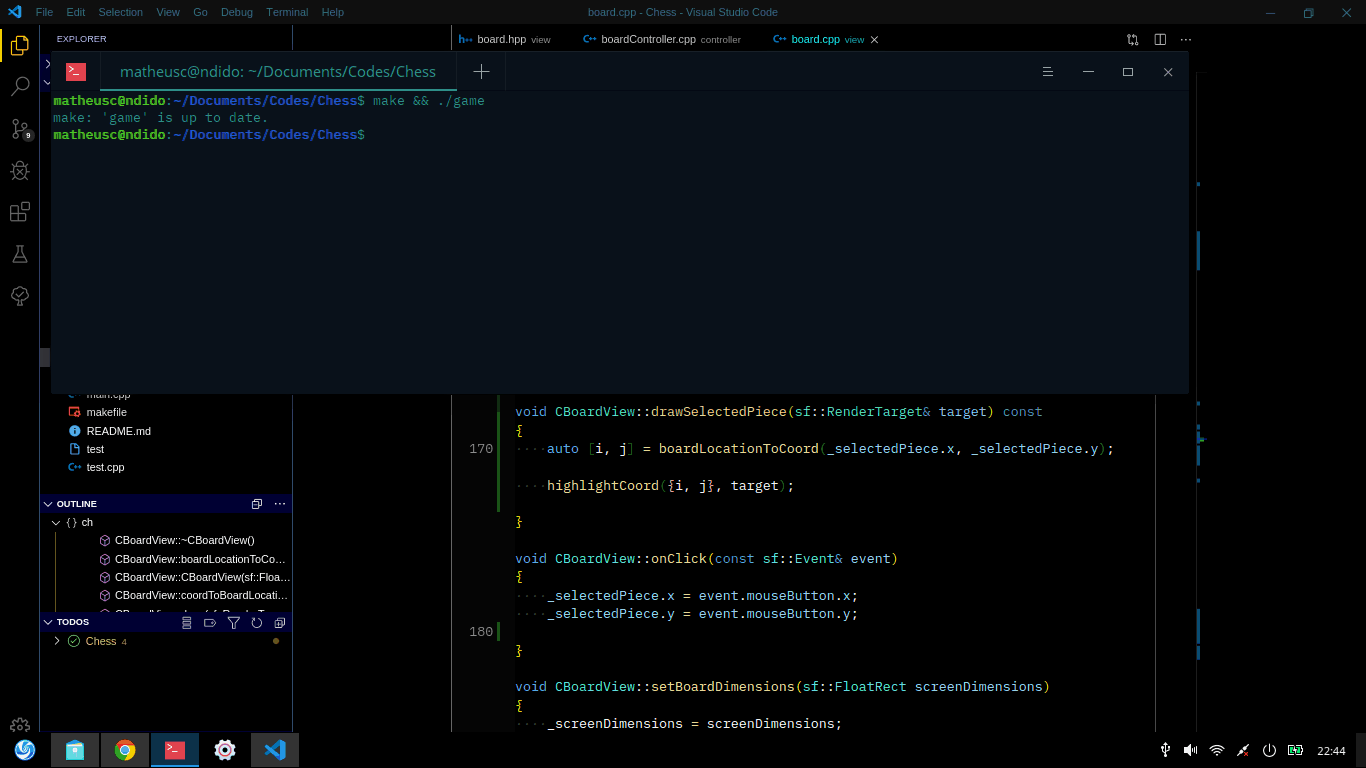 File Edit Selection View Go Debug Terminal Help
board.cpp - Chess - Visual Studio Code
EXPLORER
board.hpp view
boardController.cpp controller
board.cpp view
matheusc@ndido: ~/Documents/Codes/Chess
matheusc@ndido:~/Documents/Codes/Chess$ make && ./game
make: 'game' is up to date.
matheusc@ndido:~/Documents/Codes/Chess$
9
main.cpp
makefile
README.md
test
test.cpp
OUTLINE
{} ch
CBoardView::~CBoardView()
CBoardView::boardLocationToCo...
CBoardView::CBoardView(sf::Floa...
CBoardView::coordToBoardLocati...
TODOS
Chess 4
void CBoardView::drawSelectedPiece(sf::RenderTarget& target) const
{
170 ····auto [i, j] = boardLocationToCoord(_selectedPiece.x, _selectedPiece.y);
····highlightCoord({i, j}, target);
}
void CBoardView::onClick(const sf::Event& event)
{
····_selectedPiece.x = event.mouseButton.x;
····_selectedPiece.y = event.mouseButton.y;
180
}
void CBoardView::setBoardDimensions(sf::FloatRect screenDimensions)
{
····_screenDimensions = screenDimensions;
22:44